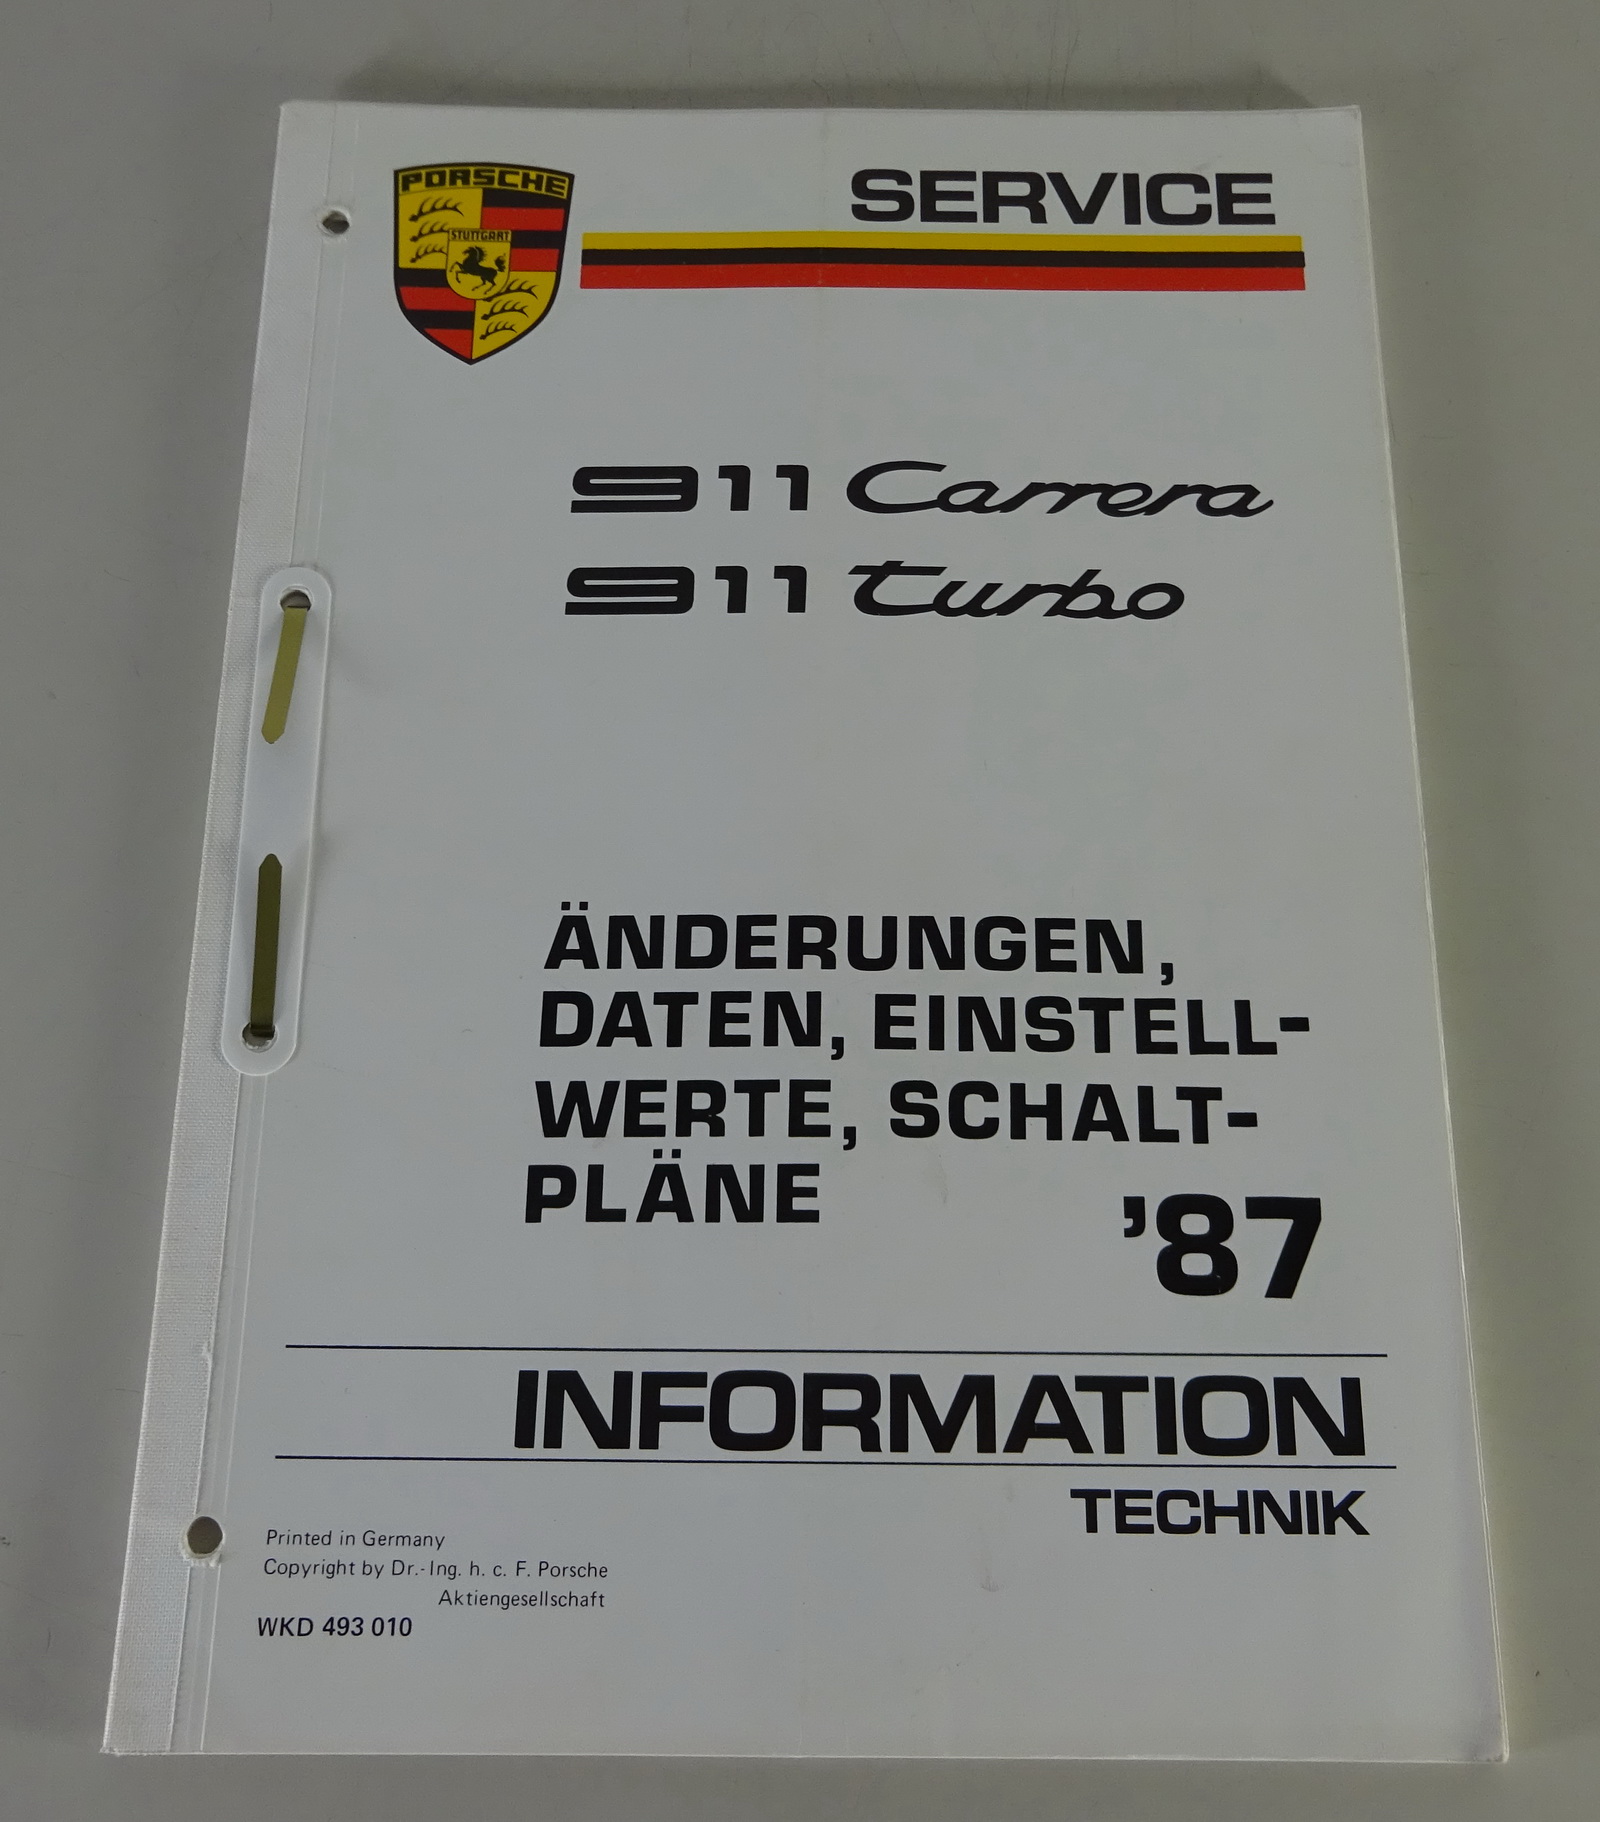 PORSCHE
STUTTGART
SERVICE
911 Carrera
911 turbo
ÄNDERUNGEN,
DATEN, EINSTELL-
WERTE, SCHALT-
PLÄNE
'87
INFORMATION
TECHNIK
Printed in Germany
Copyright by Dr.-Ing. h. c. F. Porsche
Aktiengesellschaft
WKD 493 010